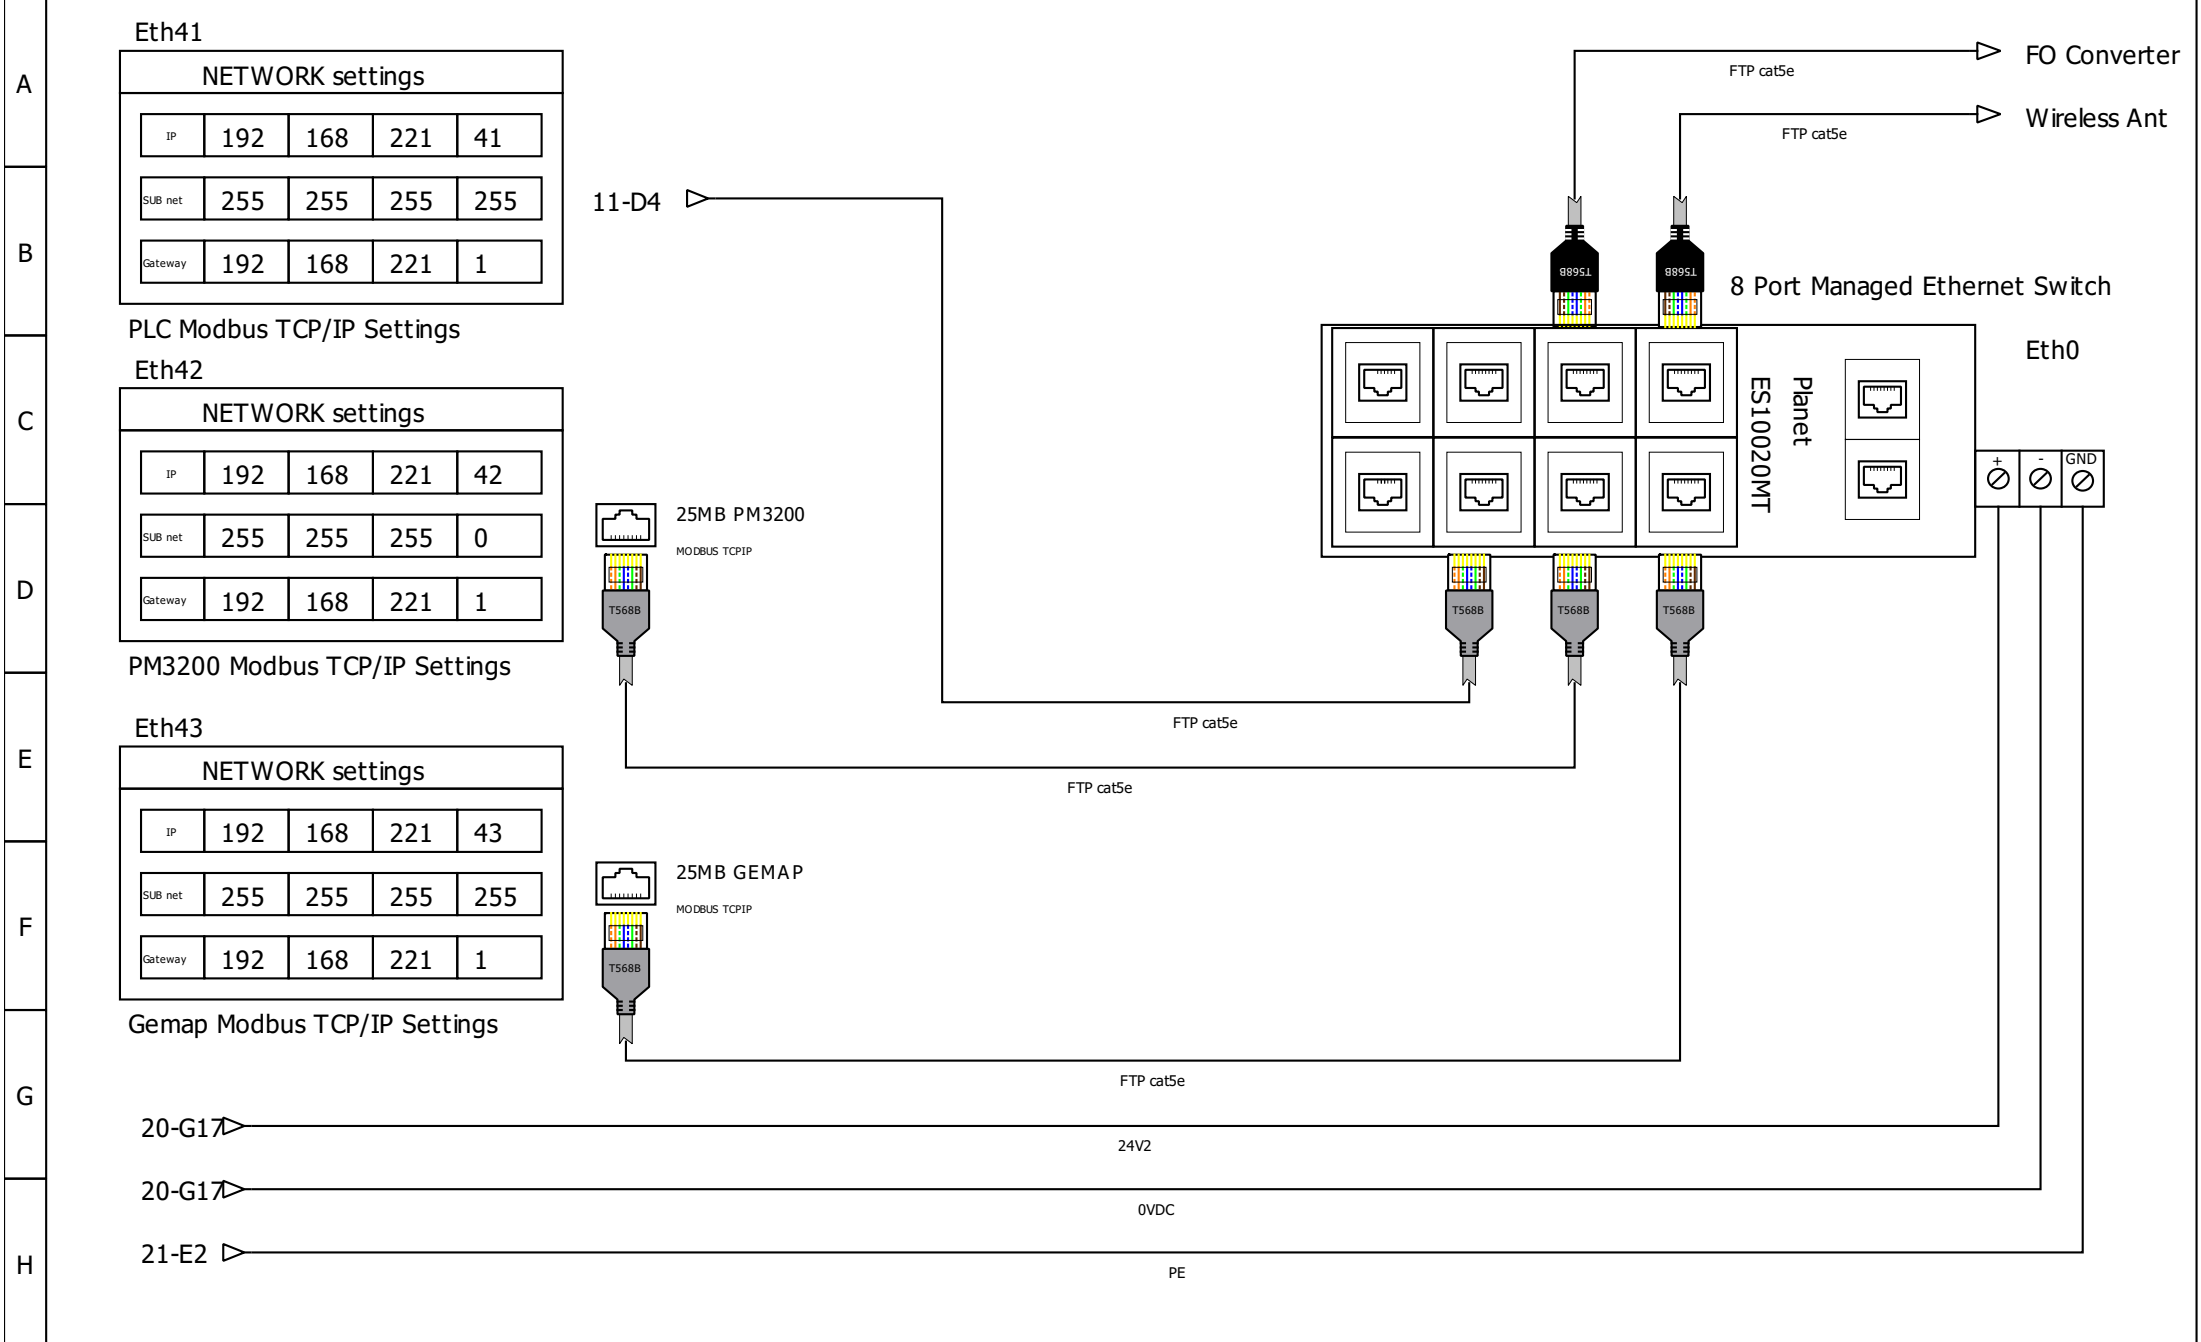 A
B
C
D
E
F
G
H
Eth41
NETWORK settings
IP 192 168 221 41
SUB net 255 255 255 255
Gateway 192 168 221 1
PLC Modbus TCP/IP Settings
Eth42
NETWORK settings
IP 192 168 221 42
SUB net 255 255 255 0
Gateway 192 168 221 1
PM3200 Modbus TCP/IP Settings
Eth43
NETWORK settings
IP 192 168 221 43
SUB net 255 255 255 255
Gateway 192 168 221 1
Gemap Modbus TCP/IP Settings
11-D4
25MB PM3200
MODBUS TCPIP
T568B
25MB GEMAP
MODBUS TCPIP
T568B
FO Converter
FTP cat5e
Wireless Ant
FTP cat5e
T568B
T568B
8 Port Managed Ethernet Switch
Eth0
Planet
ES10020MT
+ - GND
T568B
T568B
T568B
FTP cat5e
FTP cat5e
FTP cat5e
20-G17
24V2
20-G17
0VDC
21-E2
PE